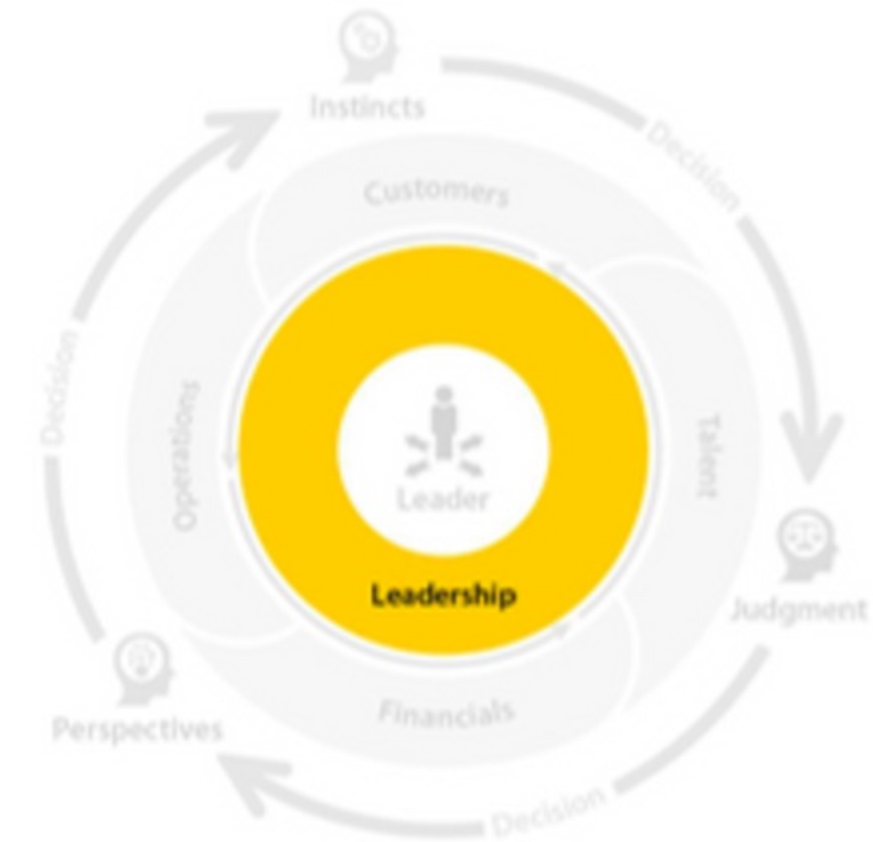 Instincts
Decision
Customers
Decision
Operations
Talent
Leader
Leadership
Judgment
Perspectives
Financials
Decision